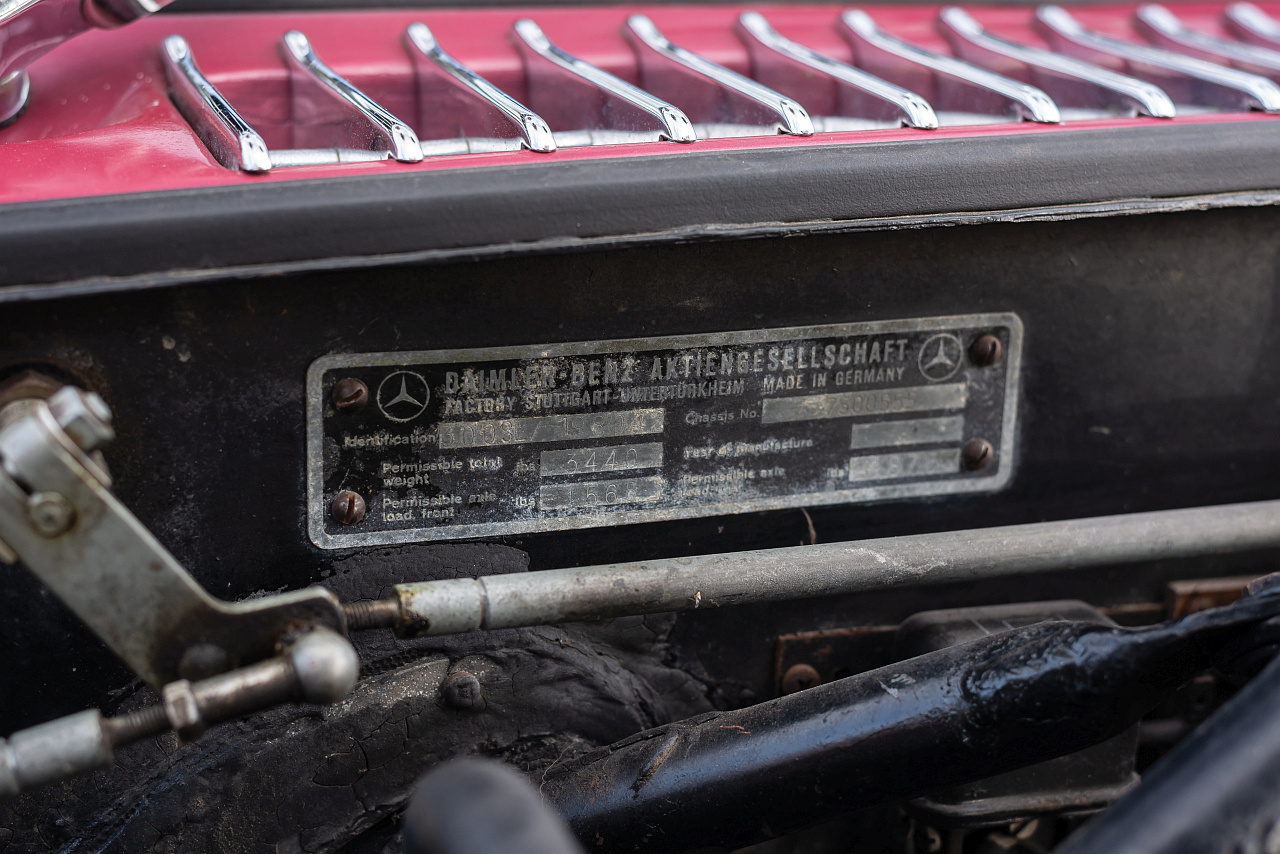 DAIMLER-BENZ AKTIENGESELLSCHAFT
FACTORY STUTTGART-UNTERTÜRKHEIM MADE IN GERMANY
Identification
Chassis No.
Permissible total weight lbs 3440
Year of manufacture
Permissible axle load front lbs
Permissible axle lbs